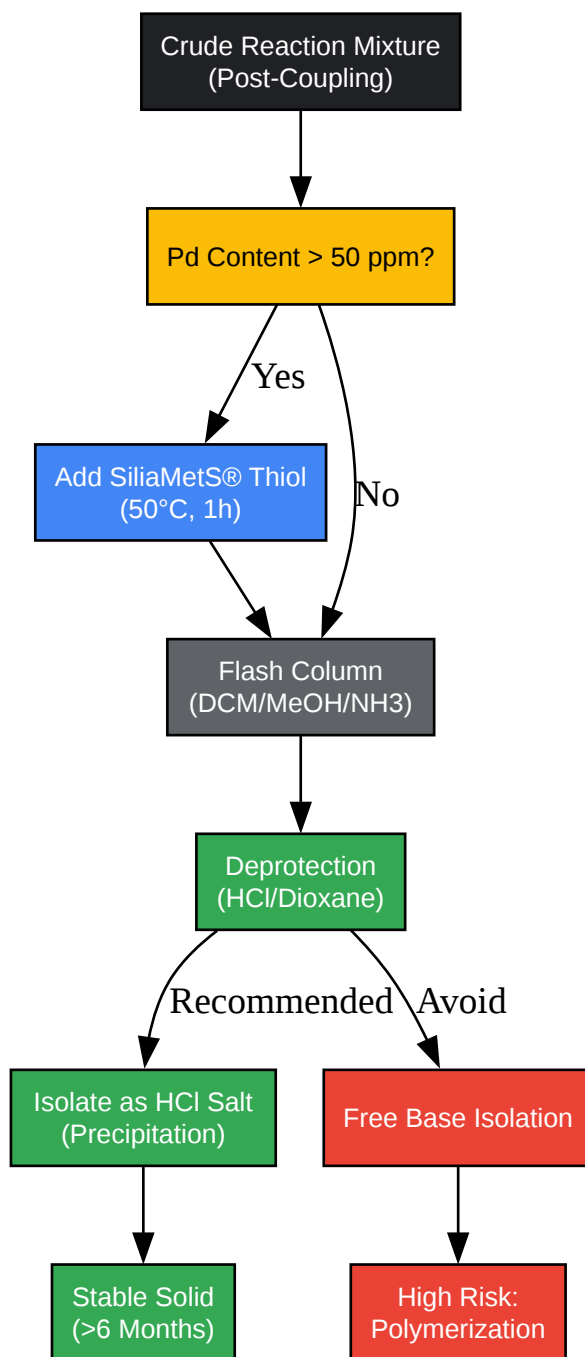 Crude Reaction Mixture
(Post-Coupling)
Pd Content > 50 ppm?
Yes
Add SiliaMetS® Thiol
(50°C, 1h)
No
Flash Column
(DCM/MeOH/NH3)
Deprotection
(HCl/Dioxane)
Recommended
Avoid
Isolate as HCl Salt
(Precipitation)
Free Base Isolation
Stable Solid
(>6 Months)
High Risk:
Polymerization